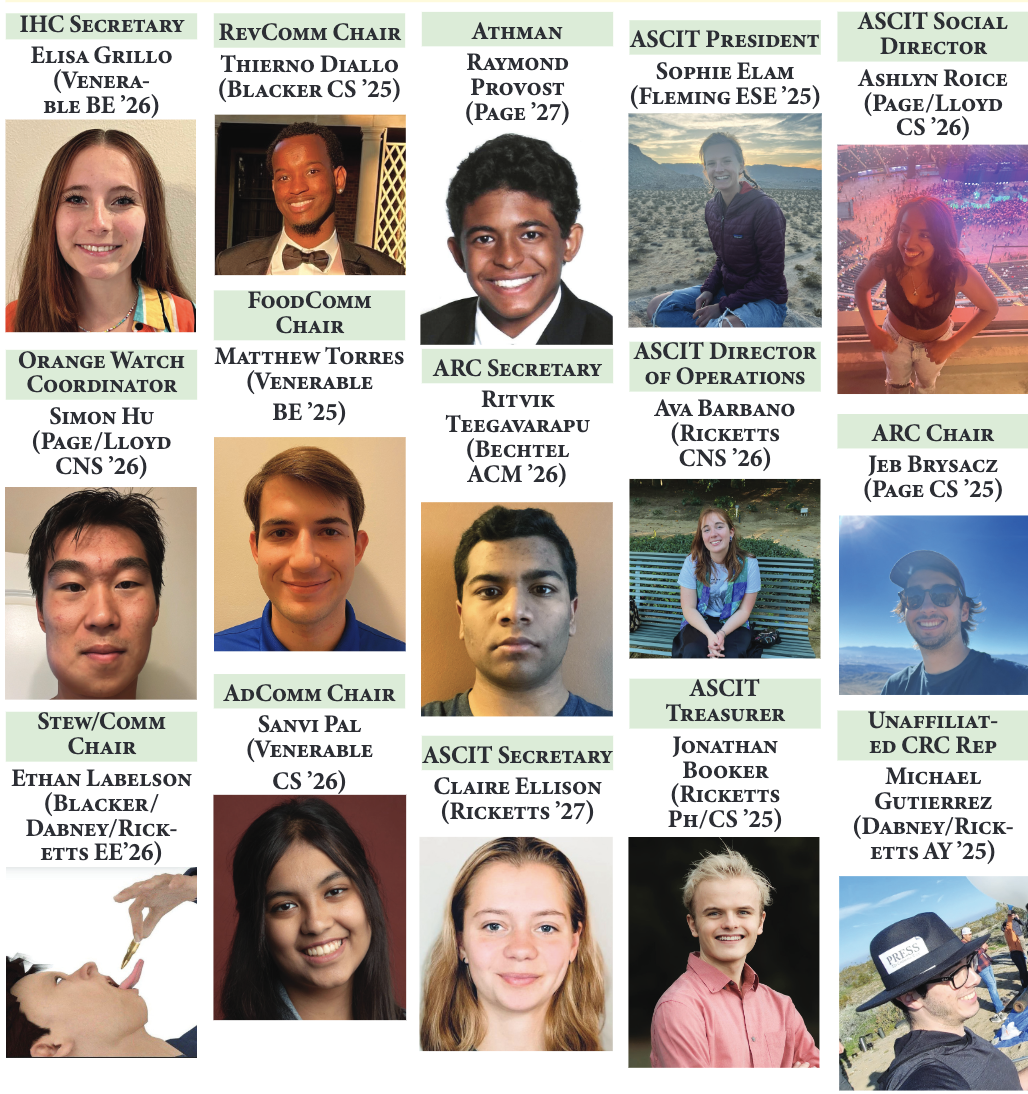 IHC Secretary
Elisa Grillo
(Venera-
ble BE ’26)
Orange Watch
Coordinator
Simon Hu
(Page/Lloyd
CNS ’26)
Stew/Comm
Chair
Ethan Labelson
(Blacker/
Dabney/Rick-
etts EE’26)
RevComm Chair
Thierno Diallo
(Blacker CS ’25)
FoodComm
Chair
Matthew Torres
(Venerable
BE ’25)
AdComm Chair
Sanvi Pal
(Venerable
CS ’26)
Athman
Raymond
Provost
(Page ’27)
ARC Secretary
Ritvik
Teegavarapu
(Bechtel
ACM ’26)
ASCIT Secretary
Claire Ellison
(Ricketts ’27)
ASCIT President
Sophie Elam
(Fleming ESE ’25)
ASCIT Director
of Operations
Ava Barbano
(Ricketts
CNS ’26)
ASCIT
Treasurer
Jonathan
Booker
(Ricketts
Ph/CS ’25)
ASCIT Social
Director
Ashlyn Roice
(Page/Lloyd
CS ’26)
ARC Chair
Jeb Brysacz
(Page CS ’25)
Unaffiliat-
ed CRC Rep
Michael
Gutierrez
(Dabney/Rick-
etts AY ’25)
PRESS